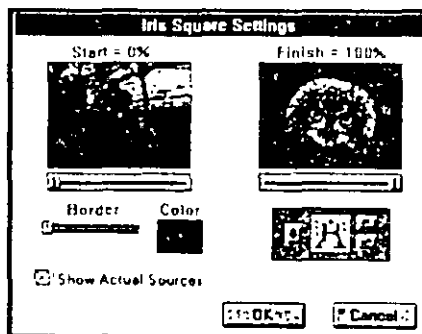 Iris Square Settings
Start = 0% Finish = 100%
Border Color
Show Actual Sources
OK Cancel